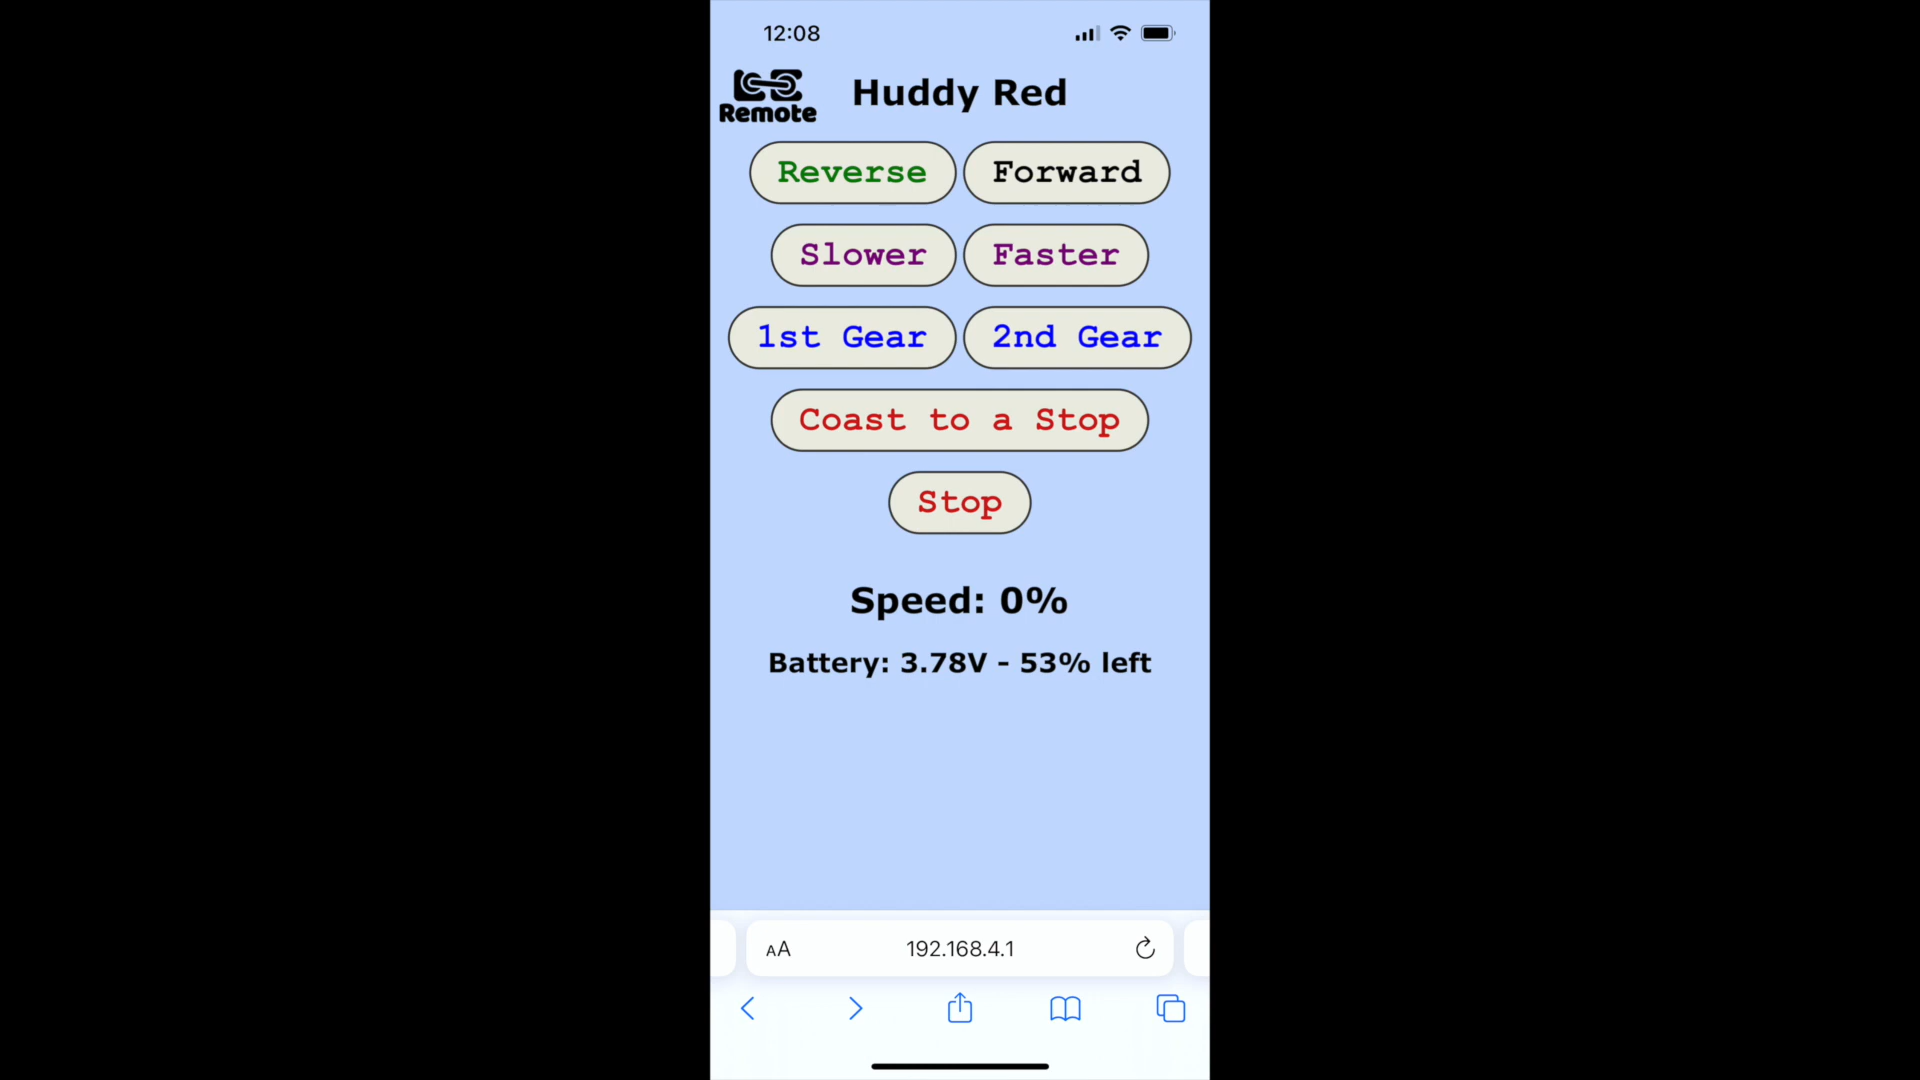 12:08
Remote
Huddy Red
Reverse Forward
Slower Faster
1st Gear 2nd Gear
Coast to a Stop
Stop
Speed: 0%
Battery: 3.78V - 53% left
AA 192.168.4.1